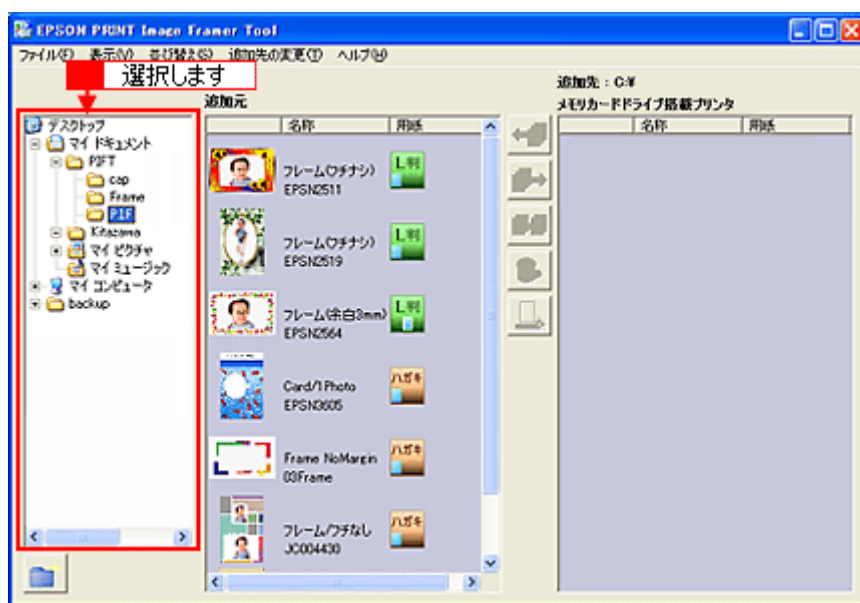 EPSON PRINT Image Framer Tool
ファイル(F) 表示(V) 並び替え(S) 追加先の変更(T) ヘルプ(H)
選択します
追加先：C:¥
追加元
メモリカードドライブ搭載プリンタ
名称 用紙
名称 用紙
デスクトップ
マイ ドキュメント
PIFT
cap
Frame
PIF
Kitazawa
マイ ピクチャ
マイ ミュージック
マイ コンピュータ
backup
フレーム(フチナシ)
EPSN2511
L判
フレーム(フチナシ)
EPSN2519
L判
フレーム(余白3mm)
EPSN2564
L判
Card/1Photo
EPSN3605
ハガキ
Frame NoMargin
03Frame
ハガキ
フレーム/フチなし
JC004430
ハガキ